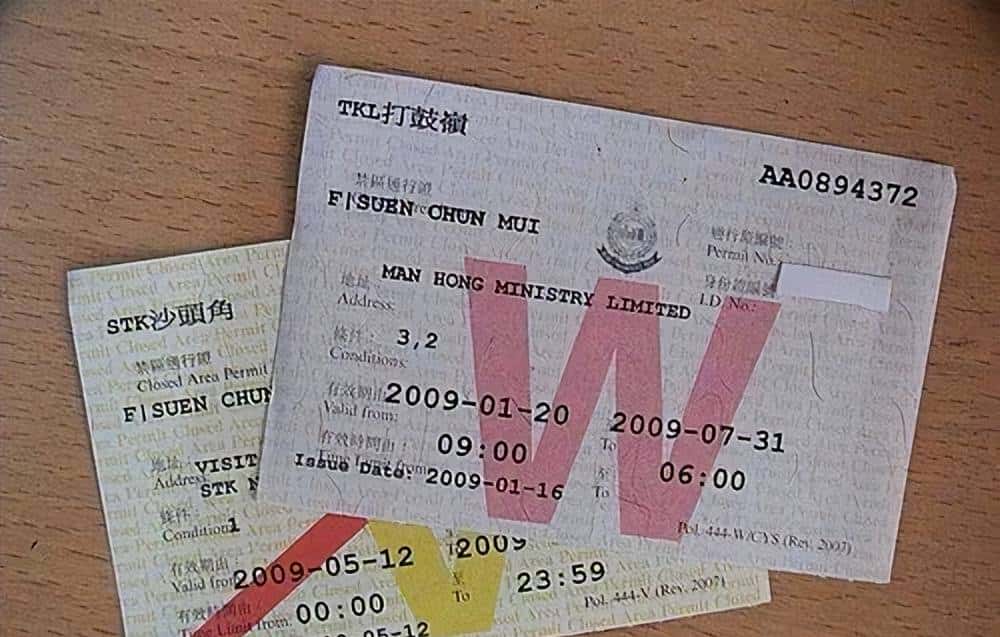 TKL打鼓嶺
AA0894372
禁區通行證
F|SUEN CHUN MUI
通行證編號:
Permit No.:
身份證編號
I.D. No.:
地址:
Address:
MAN HONG MINISTRY LIMITED
條件:
Conditions:
3,2
有效期由
Valid from:
2009-01-20
To
2009-07-31
有效時間由:
Time Limit from:
09:00
至
To
06:00
Issue Date: 2009-01-16
Pol. 444-W/CYS (Rev. 2007)
W
STK沙頭角
禁區通行證
Closed Area Permit
F|SUEN CHUN
地址:
Address
VISIT
STK
條件:
Condition
1
有效期由
Valid from
2009-05-12
2009
有效時間由
Time Limit from:
00:00
至
To
23:59
05-12
Pol. 444-V (Rev. 2007)